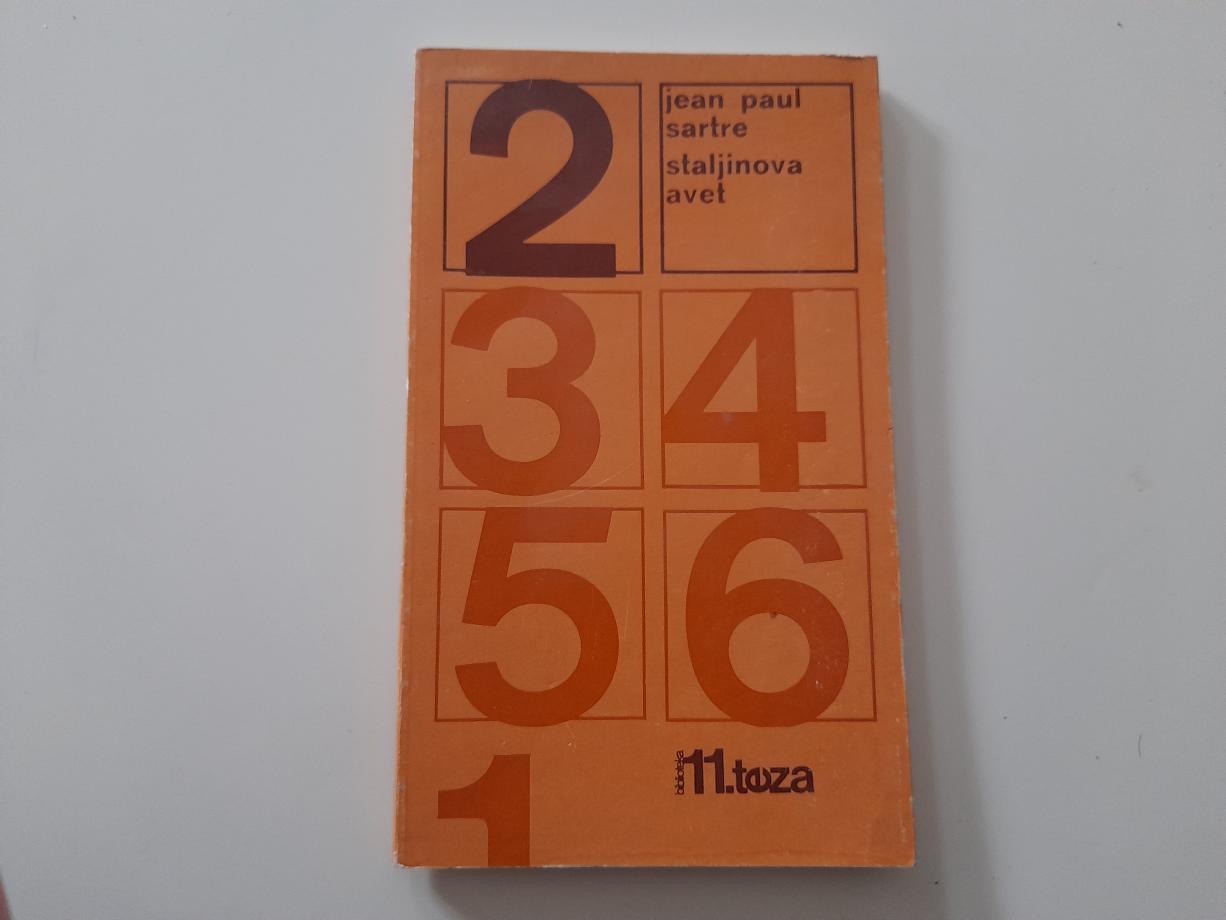 2
jean paul
sartre
staljinova
avet
3
4
5
6
1
biblioteka
11.teza